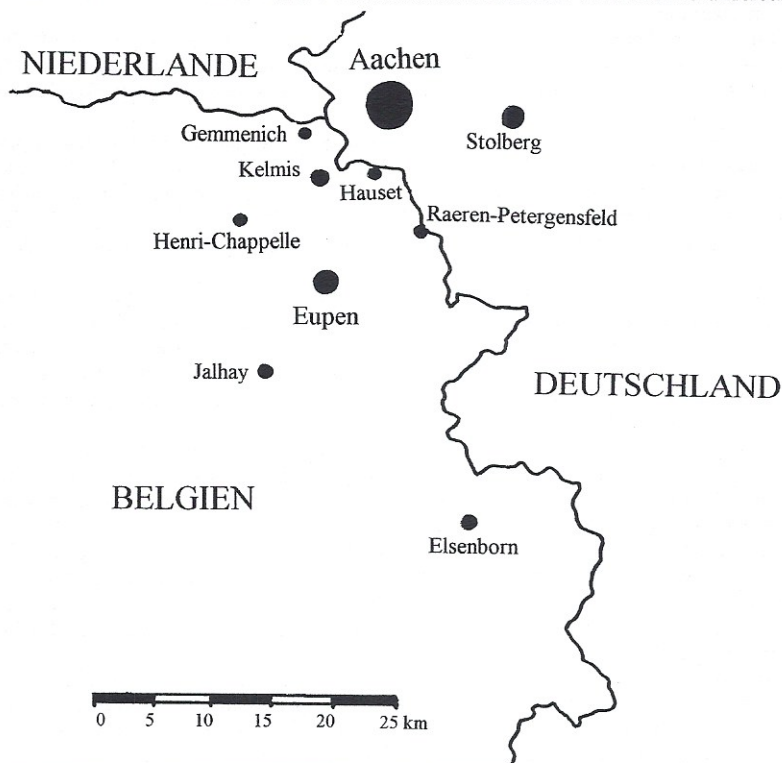 NIEDERLANDE
Aachen
Gemmenich
Stolberg
Kelmis
Hauset
Raeren-Petergensfeld
Henri-Chappelle
Eupen
Jalhay
DEUTSCHLAND
BELGIEN
Elsenborn
0 5 10 15 20 25 km